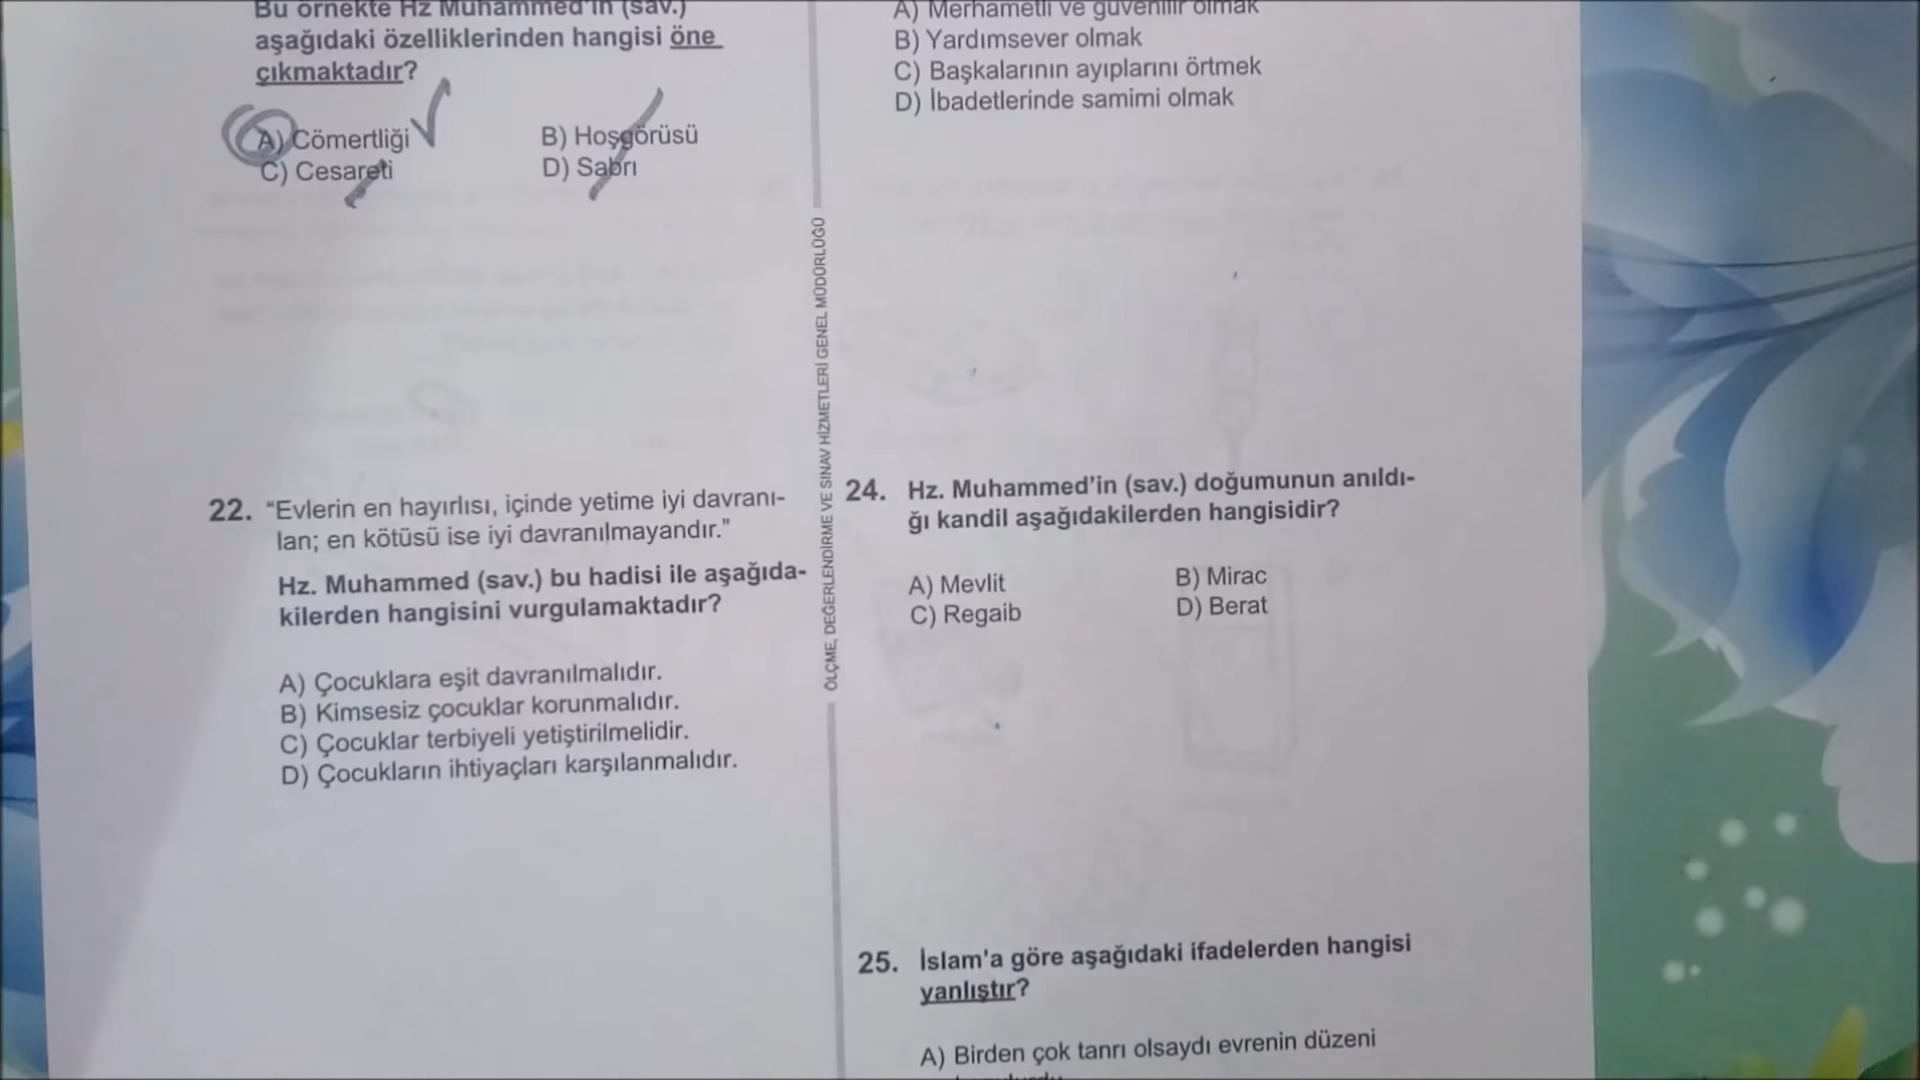 Bu örnekte Hz Muhammed'in (sav.)
aşağıdaki özelliklerinden hangisi öne
çıkmaktadır?
A) Cömertliği
B) Hoşgörüsü
C) Cesareti
D) Sabrı
22. “Evlerin en hayırlısı, içinde yetime iyi davranı-
lan; en kötüsü ise iyi davranılmayandır.”
Hz. Muhammed (sav.) bu hadisi ile aşağıda-
kilerden hangisini vurgulamaktadır?
A) Çocuklara eşit davranılmalıdır.
B) Kimsesiz çocuklar korunmalıdır.
C) Çocuklar terbiyeli yetiştirilmelidir.
D) Çocukların ihtiyaçları karşılanmalıdır.
ÖLÇME, DEĞERLENDİRME VE SINAV HİZMETLERİ GENEL MÜDÜRLÜĞÜ
A) Merhametli ve güvenilir olmak
B) Yardımsever olmak
C) Başkalarının ayıplarını örtmek
D) İbadetlerinde samimi olmak
24. Hz. Muhammed'in (sav.) doğumunun anıldı-
ğı kandil aşağıdakilerden hangisidir?
A) Mevlit
B) Mirac
C) Regaib
D) Berat
25. İslam'a göre aşağıdaki ifadelerden hangisi
yanlıştır?
A) Birden çok tanrı olsaydı evrenin düzeni